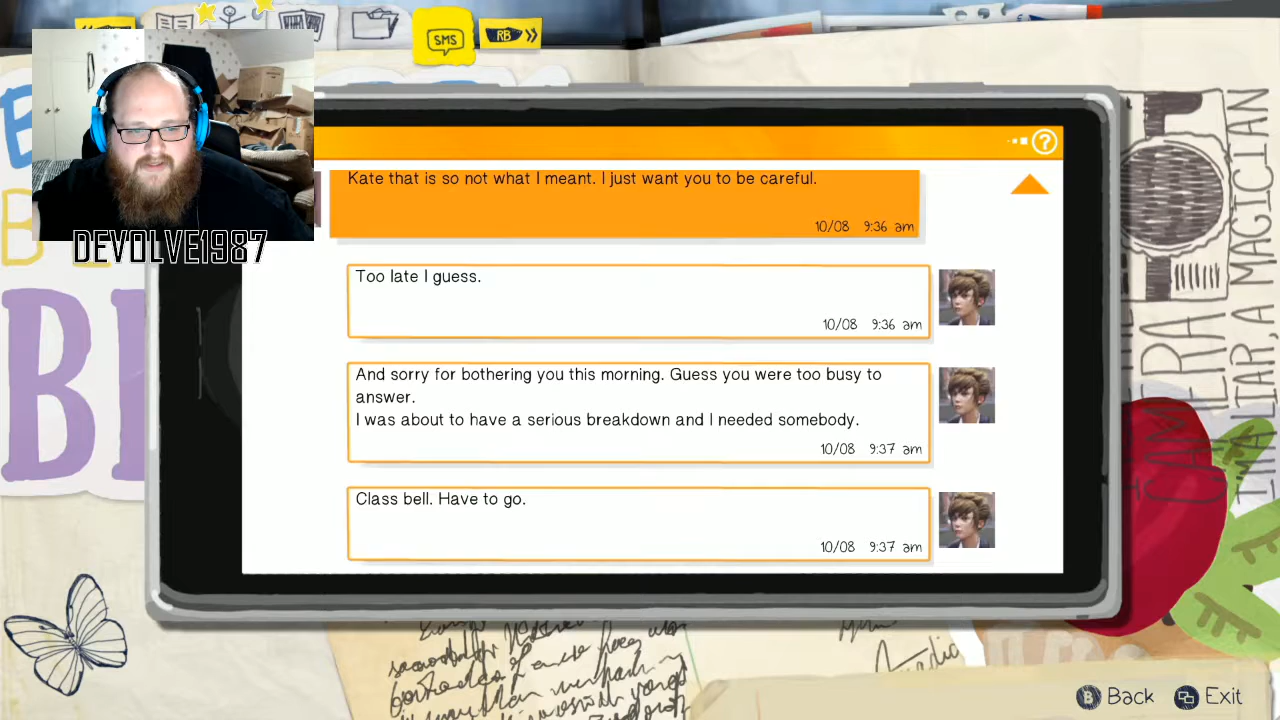 SMS
RB
DEVOLVE1987
Kate that is so not what I meant. I just want you to be careful.
10/08 9:36 am
Too late I guess.
10/08 9:36 am
And sorry for bothering you this morning. Guess you were too busy to
answer.
I was about to have a serious breakdown and I needed somebody.
10/08 9:37 am
Class bell. Have to go.
10/08 9:37 am
LIAR, A MAGICIAN
B Back
Exit